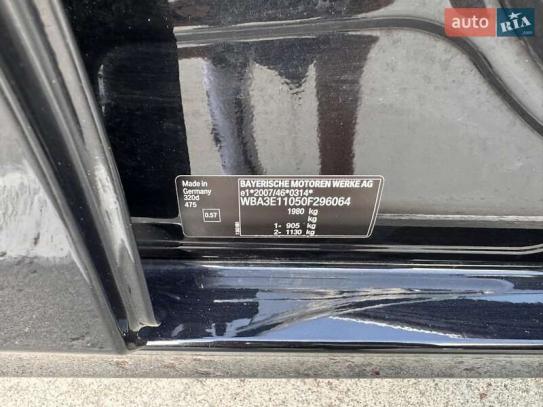 auto RIA
Made in
Germany
320d
475
0.57
BAYERISCHE MOTOREN WERKE AG
e1*2007/46*0314*
WBA3E11050F296064
1980 kg
kg
1- 905 kg
2- 1130 kg